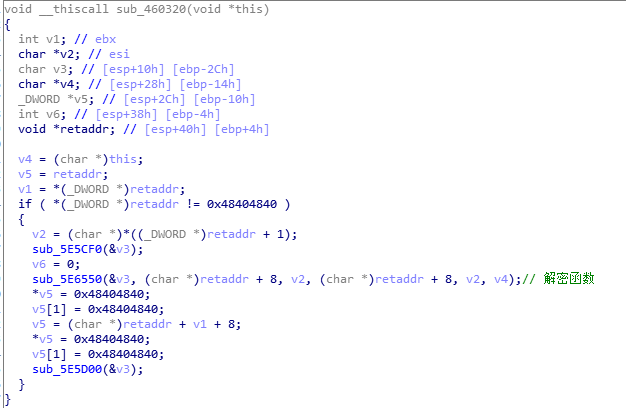 void __thiscall sub_460320(void *this)
{
  int v1; // ebx
  char *v2; // esi
  char v3; // [esp+10h] [ebp-2Ch]
  char *v4; // [esp+28h] [ebp-14h]
  _DWORD *v5; // [esp+2Ch] [ebp-10h]
  int v6; // [esp+38h] [ebp-4h]
  void *retaddr; // [esp+40h] [ebp+4h]

  v4 = (char *)this;
  v5 = retaddr;
  v1 = *(_DWORD *)retaddr;
  if ( *(_DWORD *)retaddr != 0x48404840 )
  {
    v2 = (char *)*((_DWORD *)retaddr + 1);
    sub_5E5CF0(&v3);
    v6 = 0;
    sub_5E6550(&v3, (char *)retaddr + 8, v2, (char *)retaddr + 8, v2, v4);// 解密函数
    *v5 = 0x48404840;
    v5[1] = 0x48404840;
    v5 = (char *)retaddr + v1 + 8;
    *v5 = 0x48404840;
    v5[1] = 0x48404840;
    sub_5E5D00(&v3);
  }
}